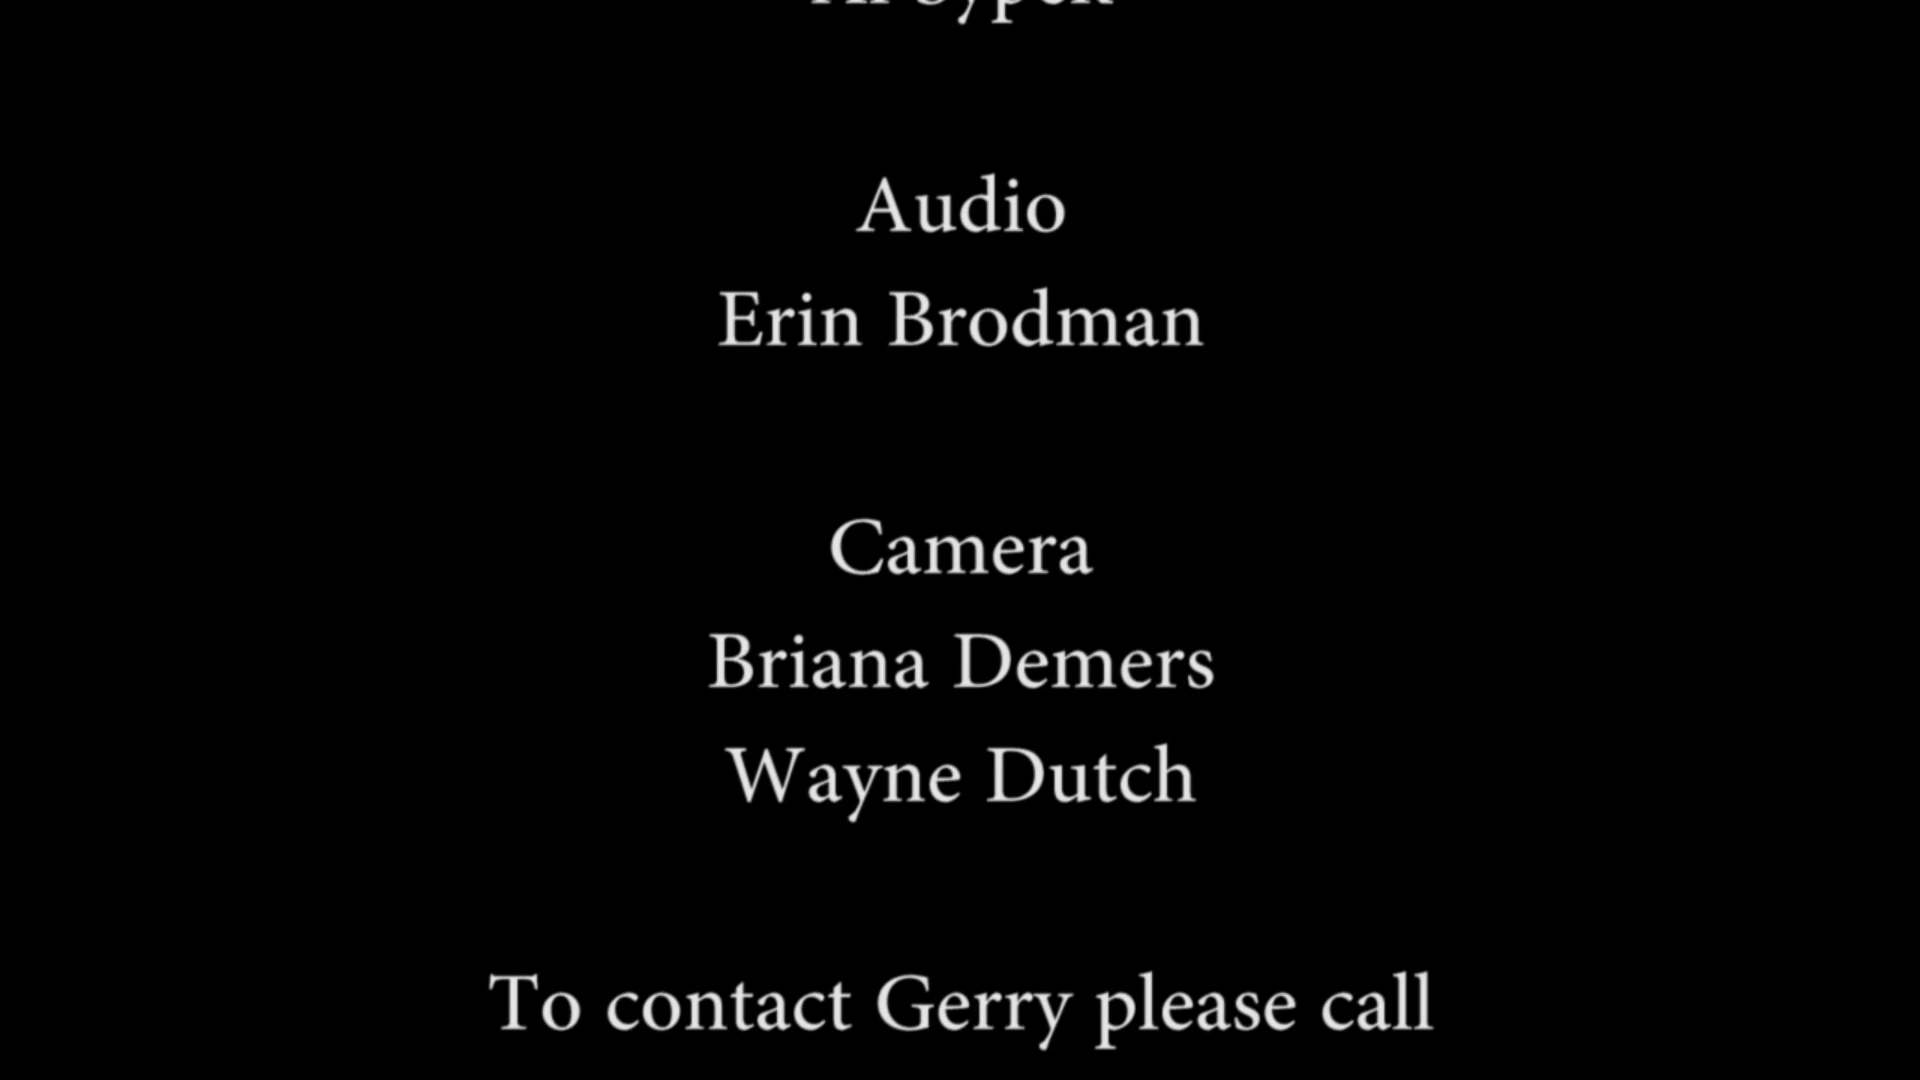 Audio
Erin Brodman
Camera
Briana Demers
Wayne Dutch
To contact Gerry please call